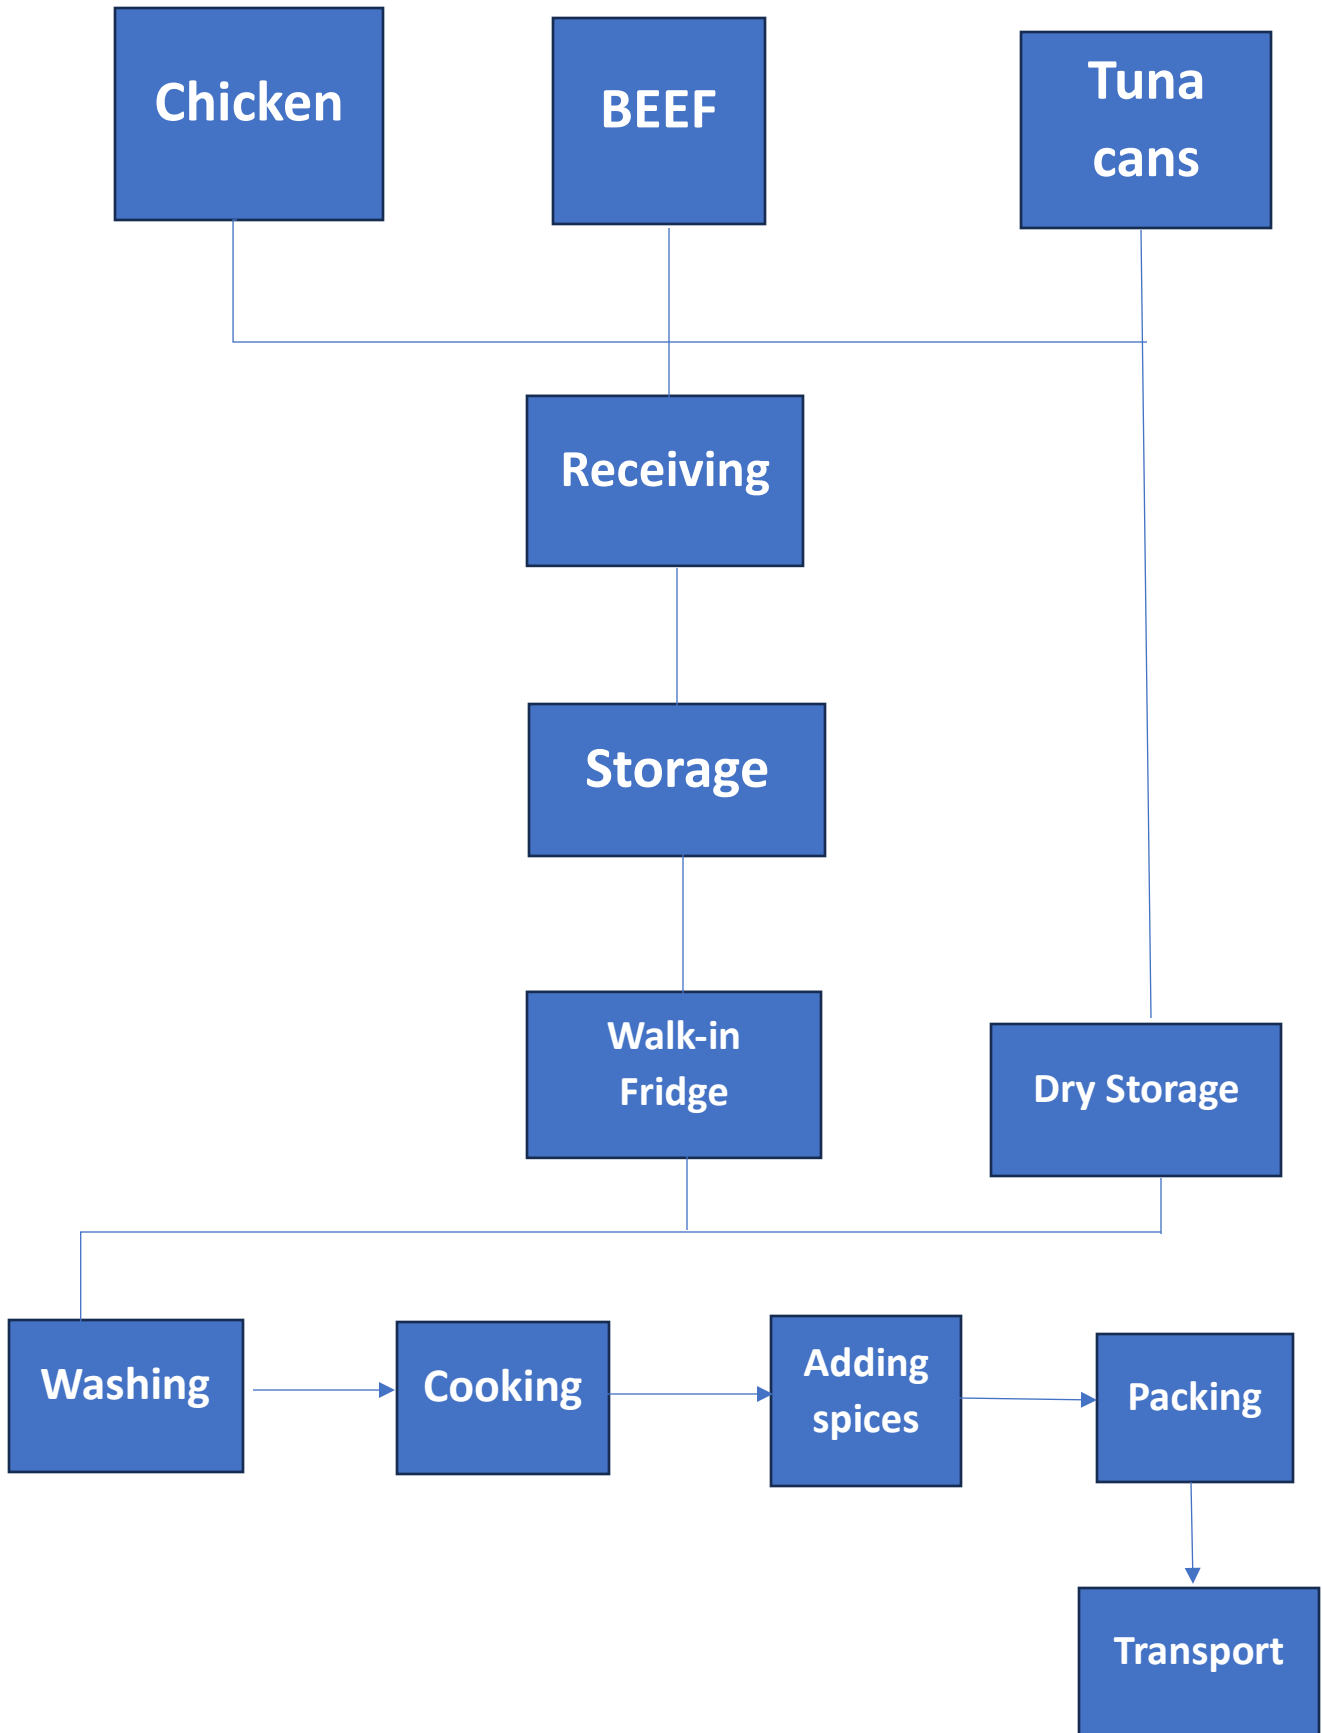 Chicken
BEEF
Tuna
cans
Receiving
Storage
Walk-in
Fridge
Dry Storage
Washing
Cooking
Adding
spices
Packing
Transport